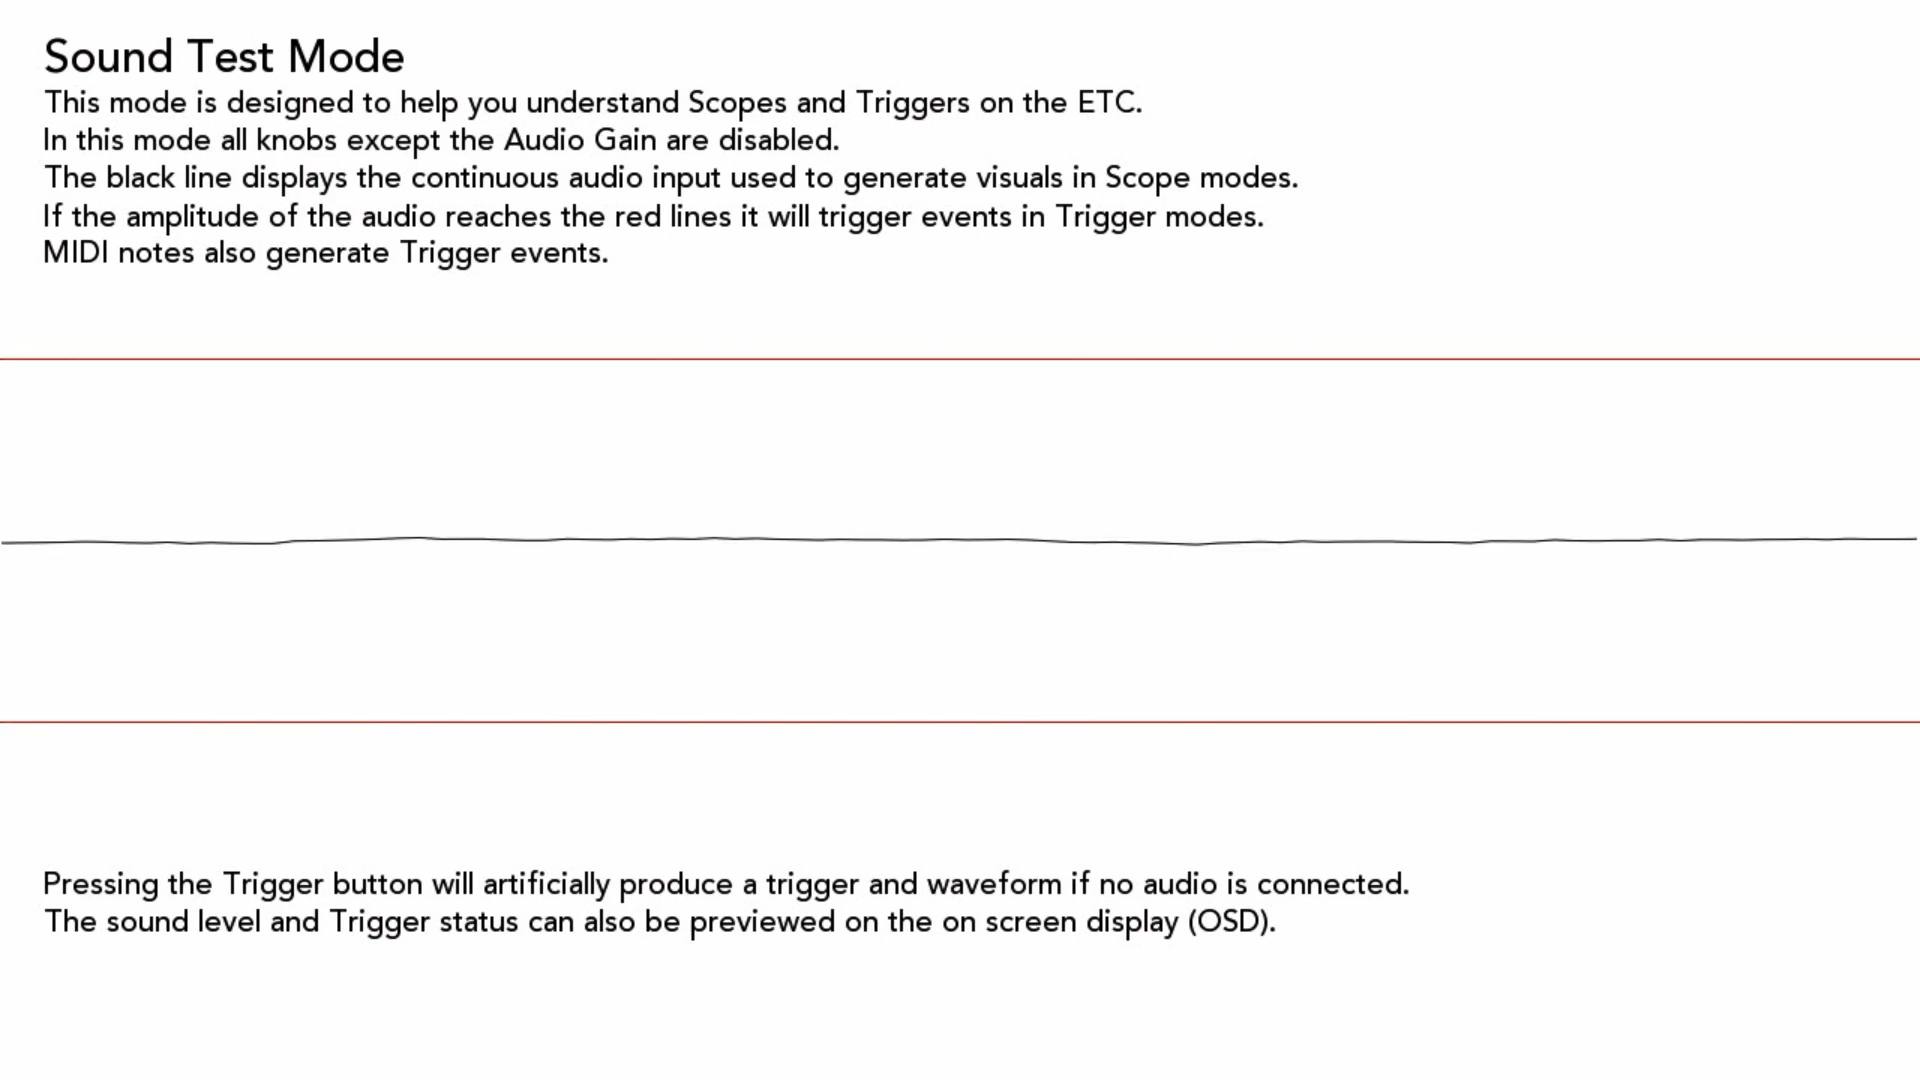 Sound Test Mode
This mode is designed to help you understand Scopes and Triggers on the ETC.
In this mode all knobs except the Audio Gain are disabled.
The black line displays the continuous audio input used to generate visuals in Scope modes.
If the amplitude of the audio reaches the red lines it will trigger events in Trigger modes.
MIDI notes also generate Trigger events.
Pressing the Trigger button will artificially produce a trigger and waveform if no audio is connected.
The sound level and Trigger status can also be previewed on the on screen display (OSD).